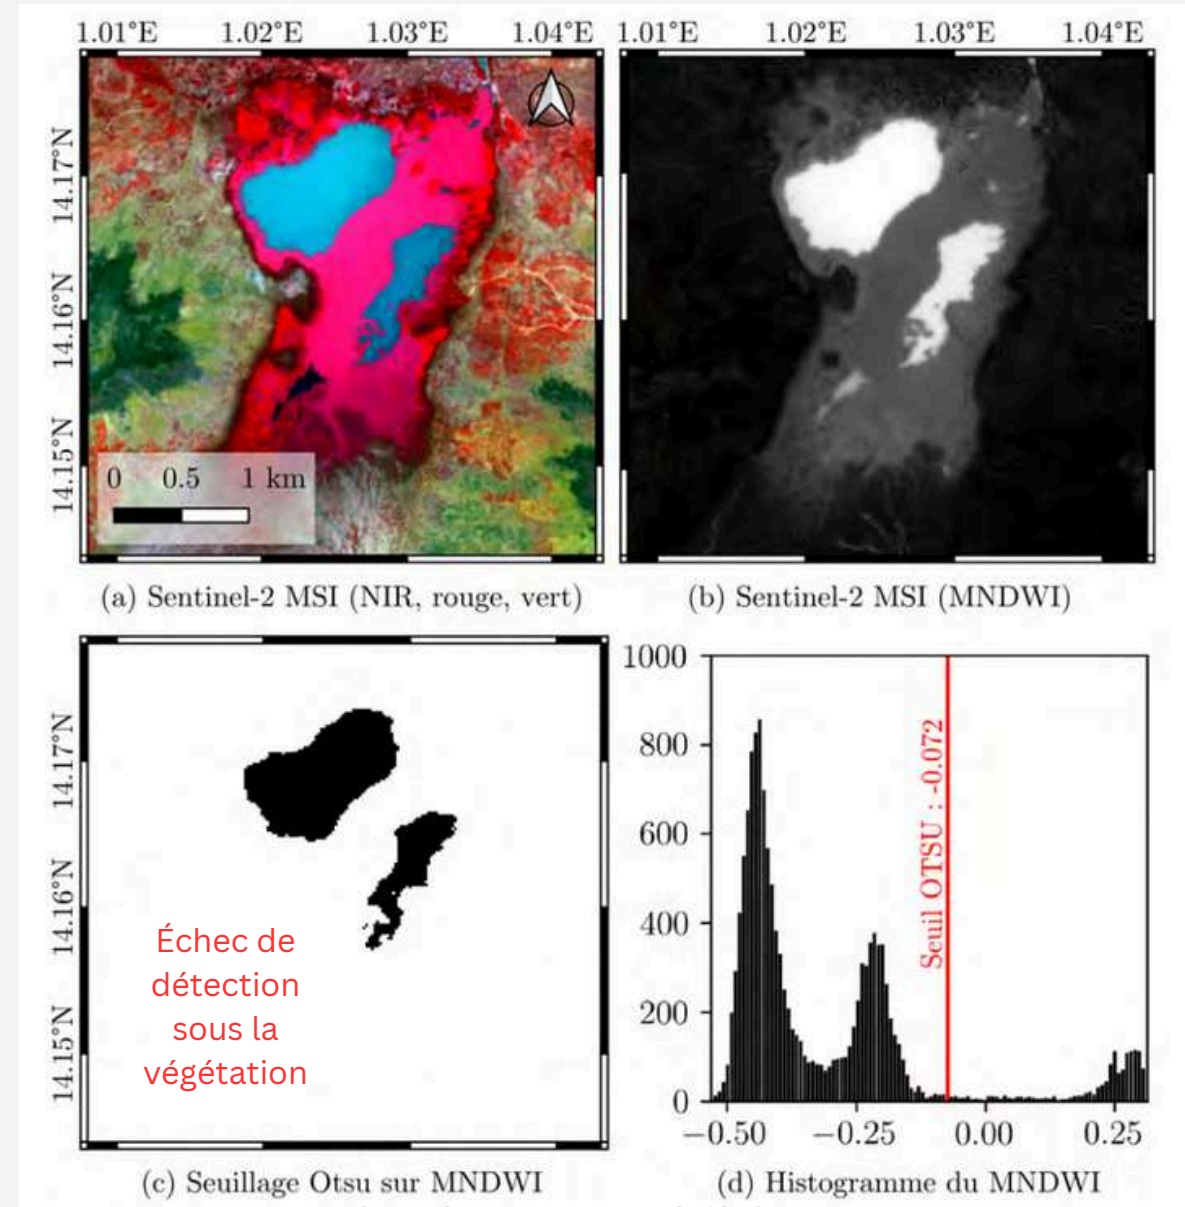 1.01°E 1.02°E 1.03°E 1.04°E
1.01°E 1.02°E 1.03°E 1.04°E
14.17°N
14.16°N
14.15°N
0 0.5 1 km
(a) Sentinel-2 MSI (NIR, rouge, vert)
(b) Sentinel-2 MSI (MNDWI)
14.17°N
14.16°N
14.15°N
Échec de
détection
sous la
végétation
(c) Seuillage Otsu sur MNDWI
1000
800
600
400
200
0
Seuil OTSU : -0.072
−0.50 −0.25 0.00 0.25
(d) Histogramme du MNDWI